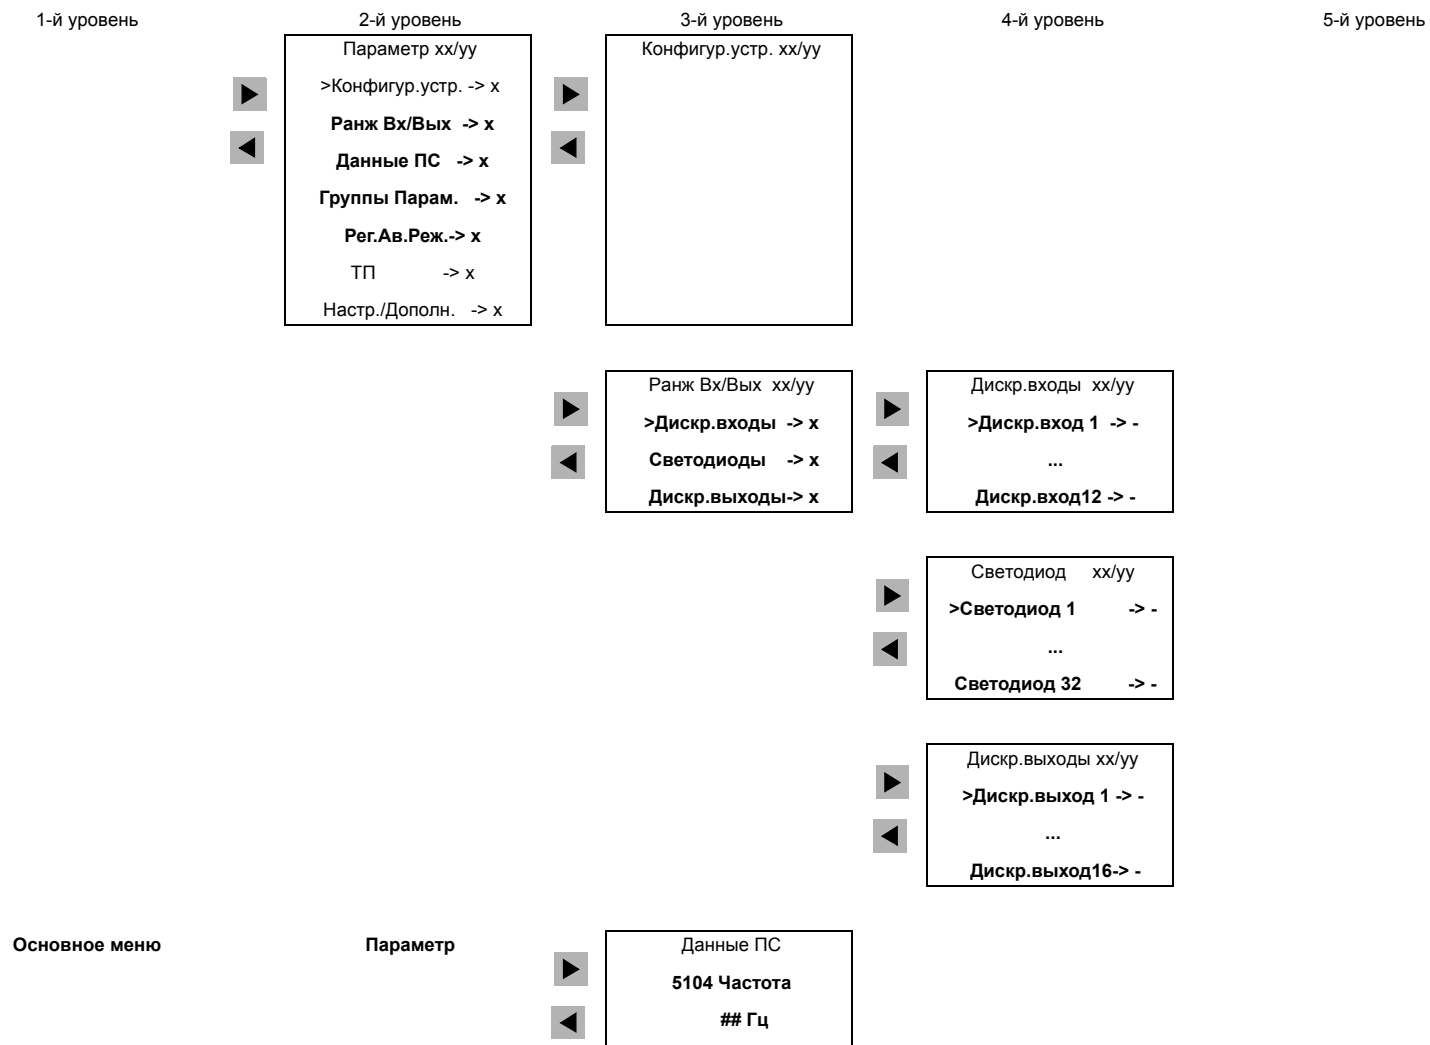 1-й уровень 2-й уровень 3-й уровень 4-й уровень 5-й уровень
Параметр xx/yy
>Конфигур.устр. -> x
Ранж Вх/Вых -> x
Данные ПС -> x
Группы Парам. -> x
Рег.Ав.Реж.-> x
ТП -> x
Настр./Дополн. -> x
Конфигур.устр. xx/yy
Ранж Вх/Вых xx/yy
>Дискр.входы -> x
Светодиоды -> x
Дискр.выходы-> x
Дискр.входы xx/yy
>Дискр.вход 1 -> -
...
Дискр.вход12 -> -
Светодиод xx/yy
>Светодиод 1 -> -
...
Светодиод 32 -> -
Дискр.выходы xx/yy
>Дискр.выход 1 -> -
...
Дискр.выход16-> -
Основное меню Параметр
Данные ПС
5104 Частота
## Гц